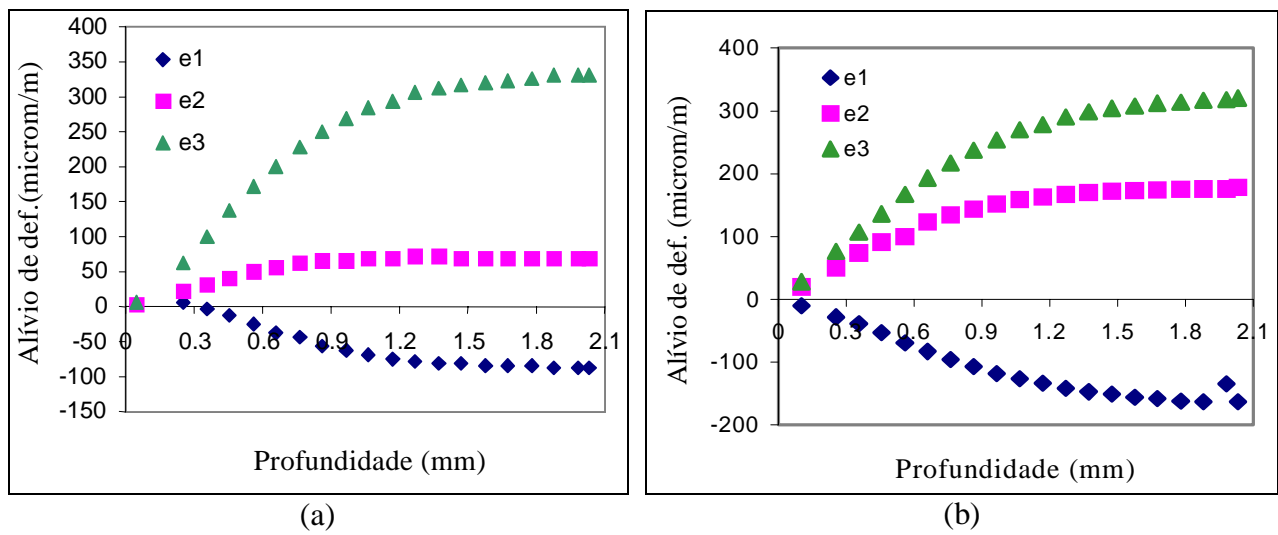 400
350
300
250
200
150
100
50
0
-50
-100
-150
0 0.3 0.6 0.9 1.2 1.5 1.8 2.1
e1
e2
e3
Alívio de def.(microm/m)
Profundidade (mm)
(a)
400
300
200
100
0
-100
-200
0 0.3 0.6 0.9 1.2 1.5 1.8 2.1
e1
e2
e3
Alívio de def. (microm/m)
Profundidade (mm)
(b)